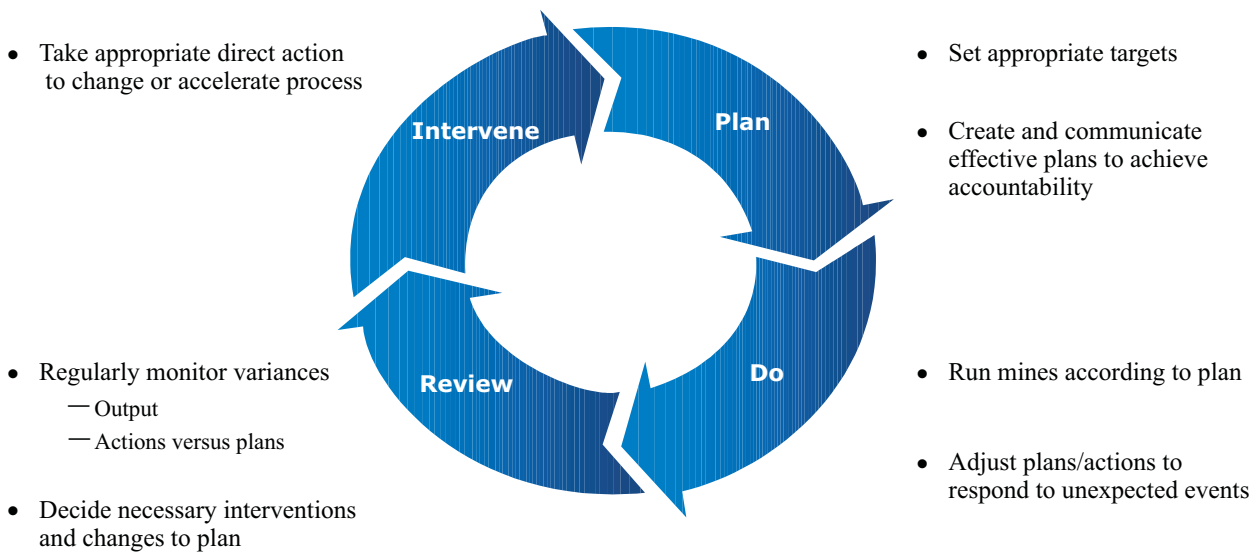 • Take appropriate direct action
to change or accelerate process
Intervene
Plan
• Set appropriate targets
• Create and communicate
effective plans to achieve
accountability
• Regularly monitor variances
— Output
— Actions versus plans
• Decide necessary interventions
and changes to plan
Review
Do
• Run mines according to plan
• Adjust plans/actions to
respond to unexpected events